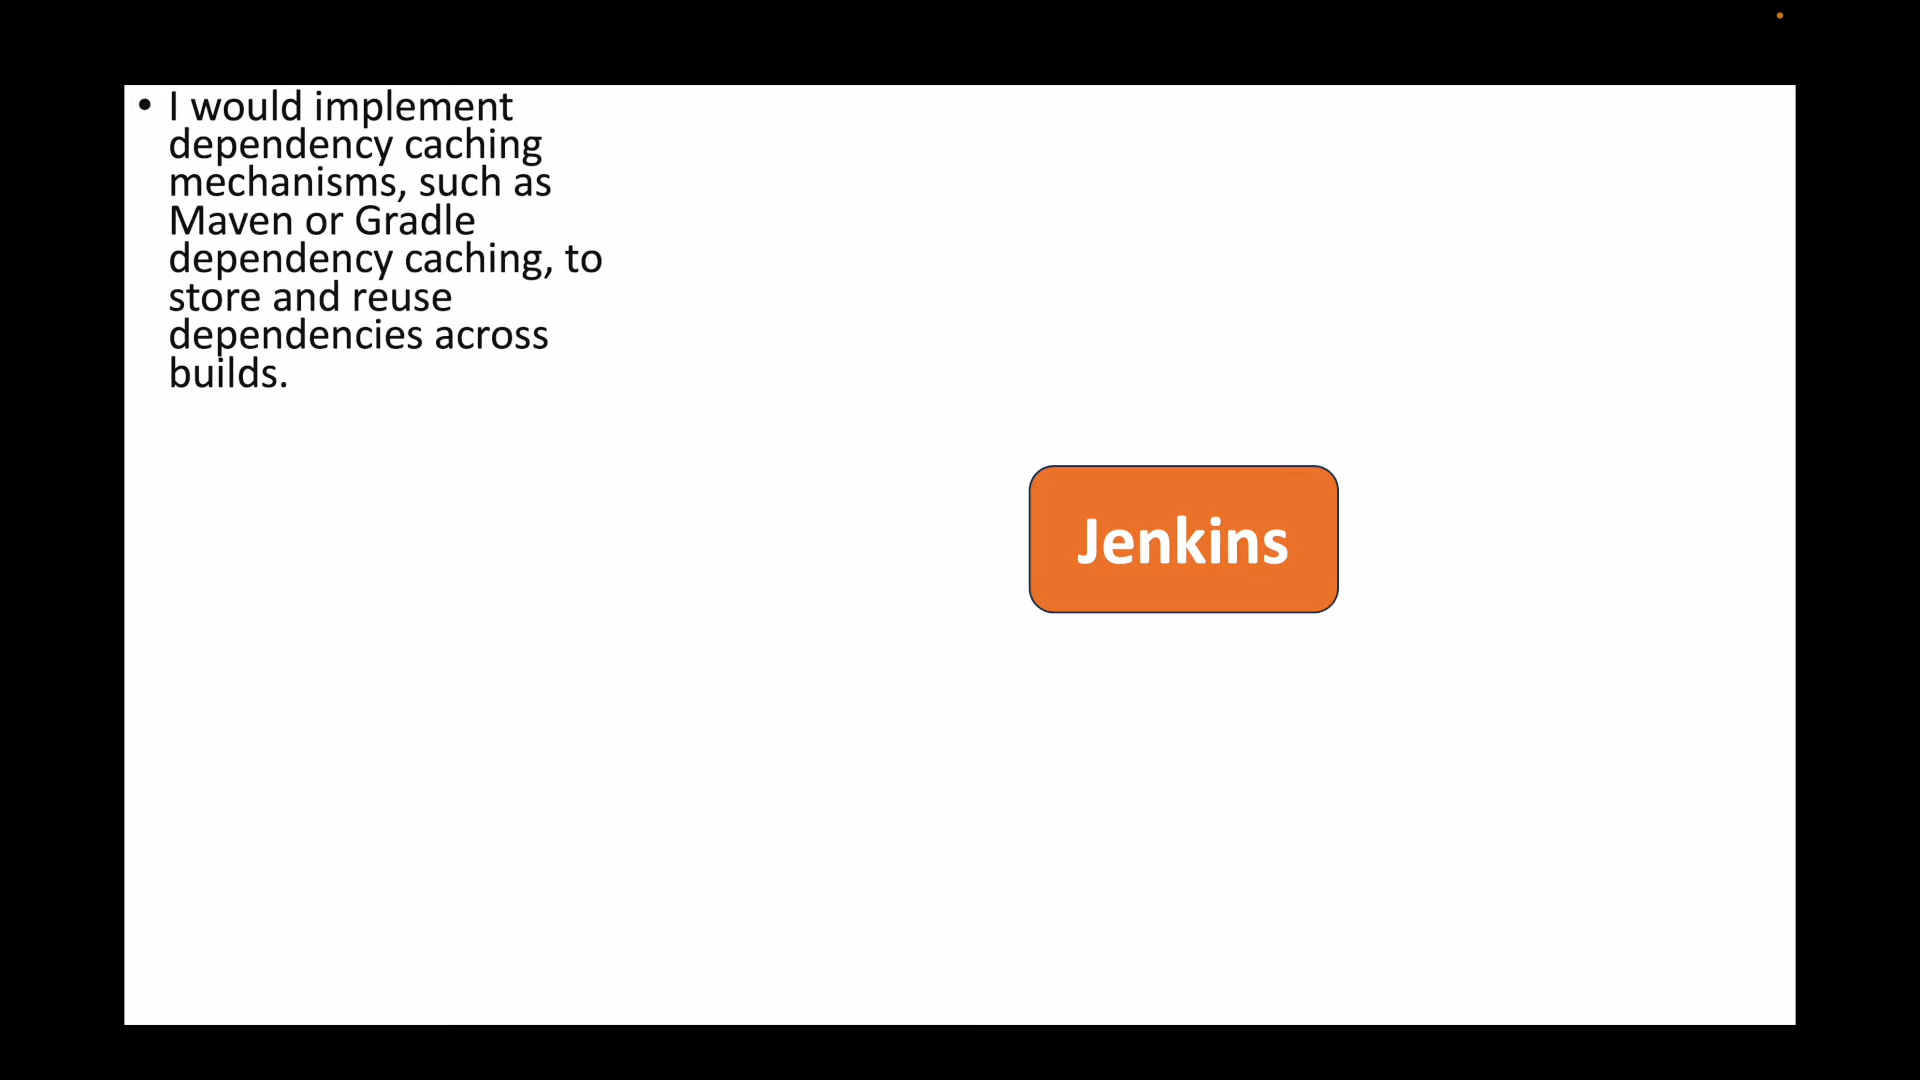 • I would implement
dependency caching
mechanisms, such as
Maven or Gradle
dependency caching, to
store and reuse
dependencies across
builds.
Jenkins